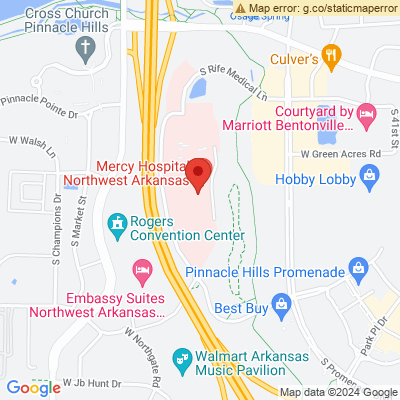 Map error: g.co/staticmaperror
Osage Spring
Cross Church
Pinnacle Hills
Culver's
S Rife Medical Ln
Pinnacle Pointe Dr
Courtyard by
Marriott Bentonville...
S 41st St
W Walsh Ln
W Green Acres Rd
Mercy Hospital
Northwest Arkansas
Hobby Lobby
S Champions Dr
S Market St
Rogers
Convention Center
Pinnacle Hills Promenade
Embassy Suites
Northwest Arkansas...
Best Buy
Park Pl Dr
W Northgate Rd
Walmart Arkansas
Music Pavilion
S Promenade
W Jb Hunt Dr
Google
Map data ©2024 Google